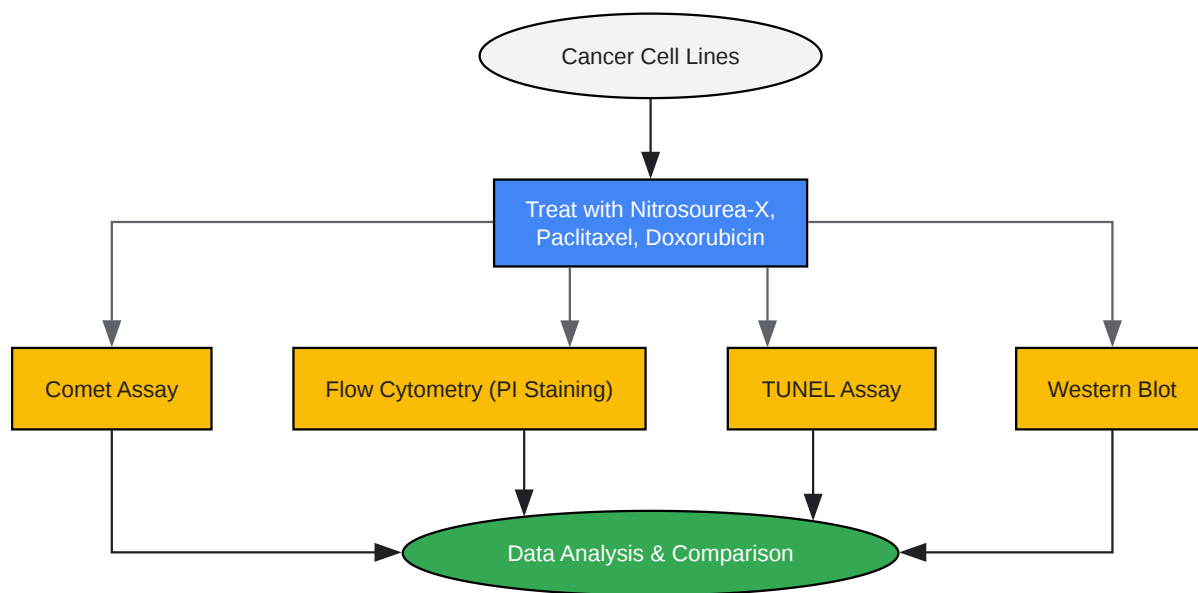 Cancer Cell Lines
Treat with Nitrosourea-X,
Paclitaxel, Doxorubicin
Comet Assay
Flow Cytometry (PI Staining)
TUNEL Assay
Western Blot
Data Analysis & Comparison